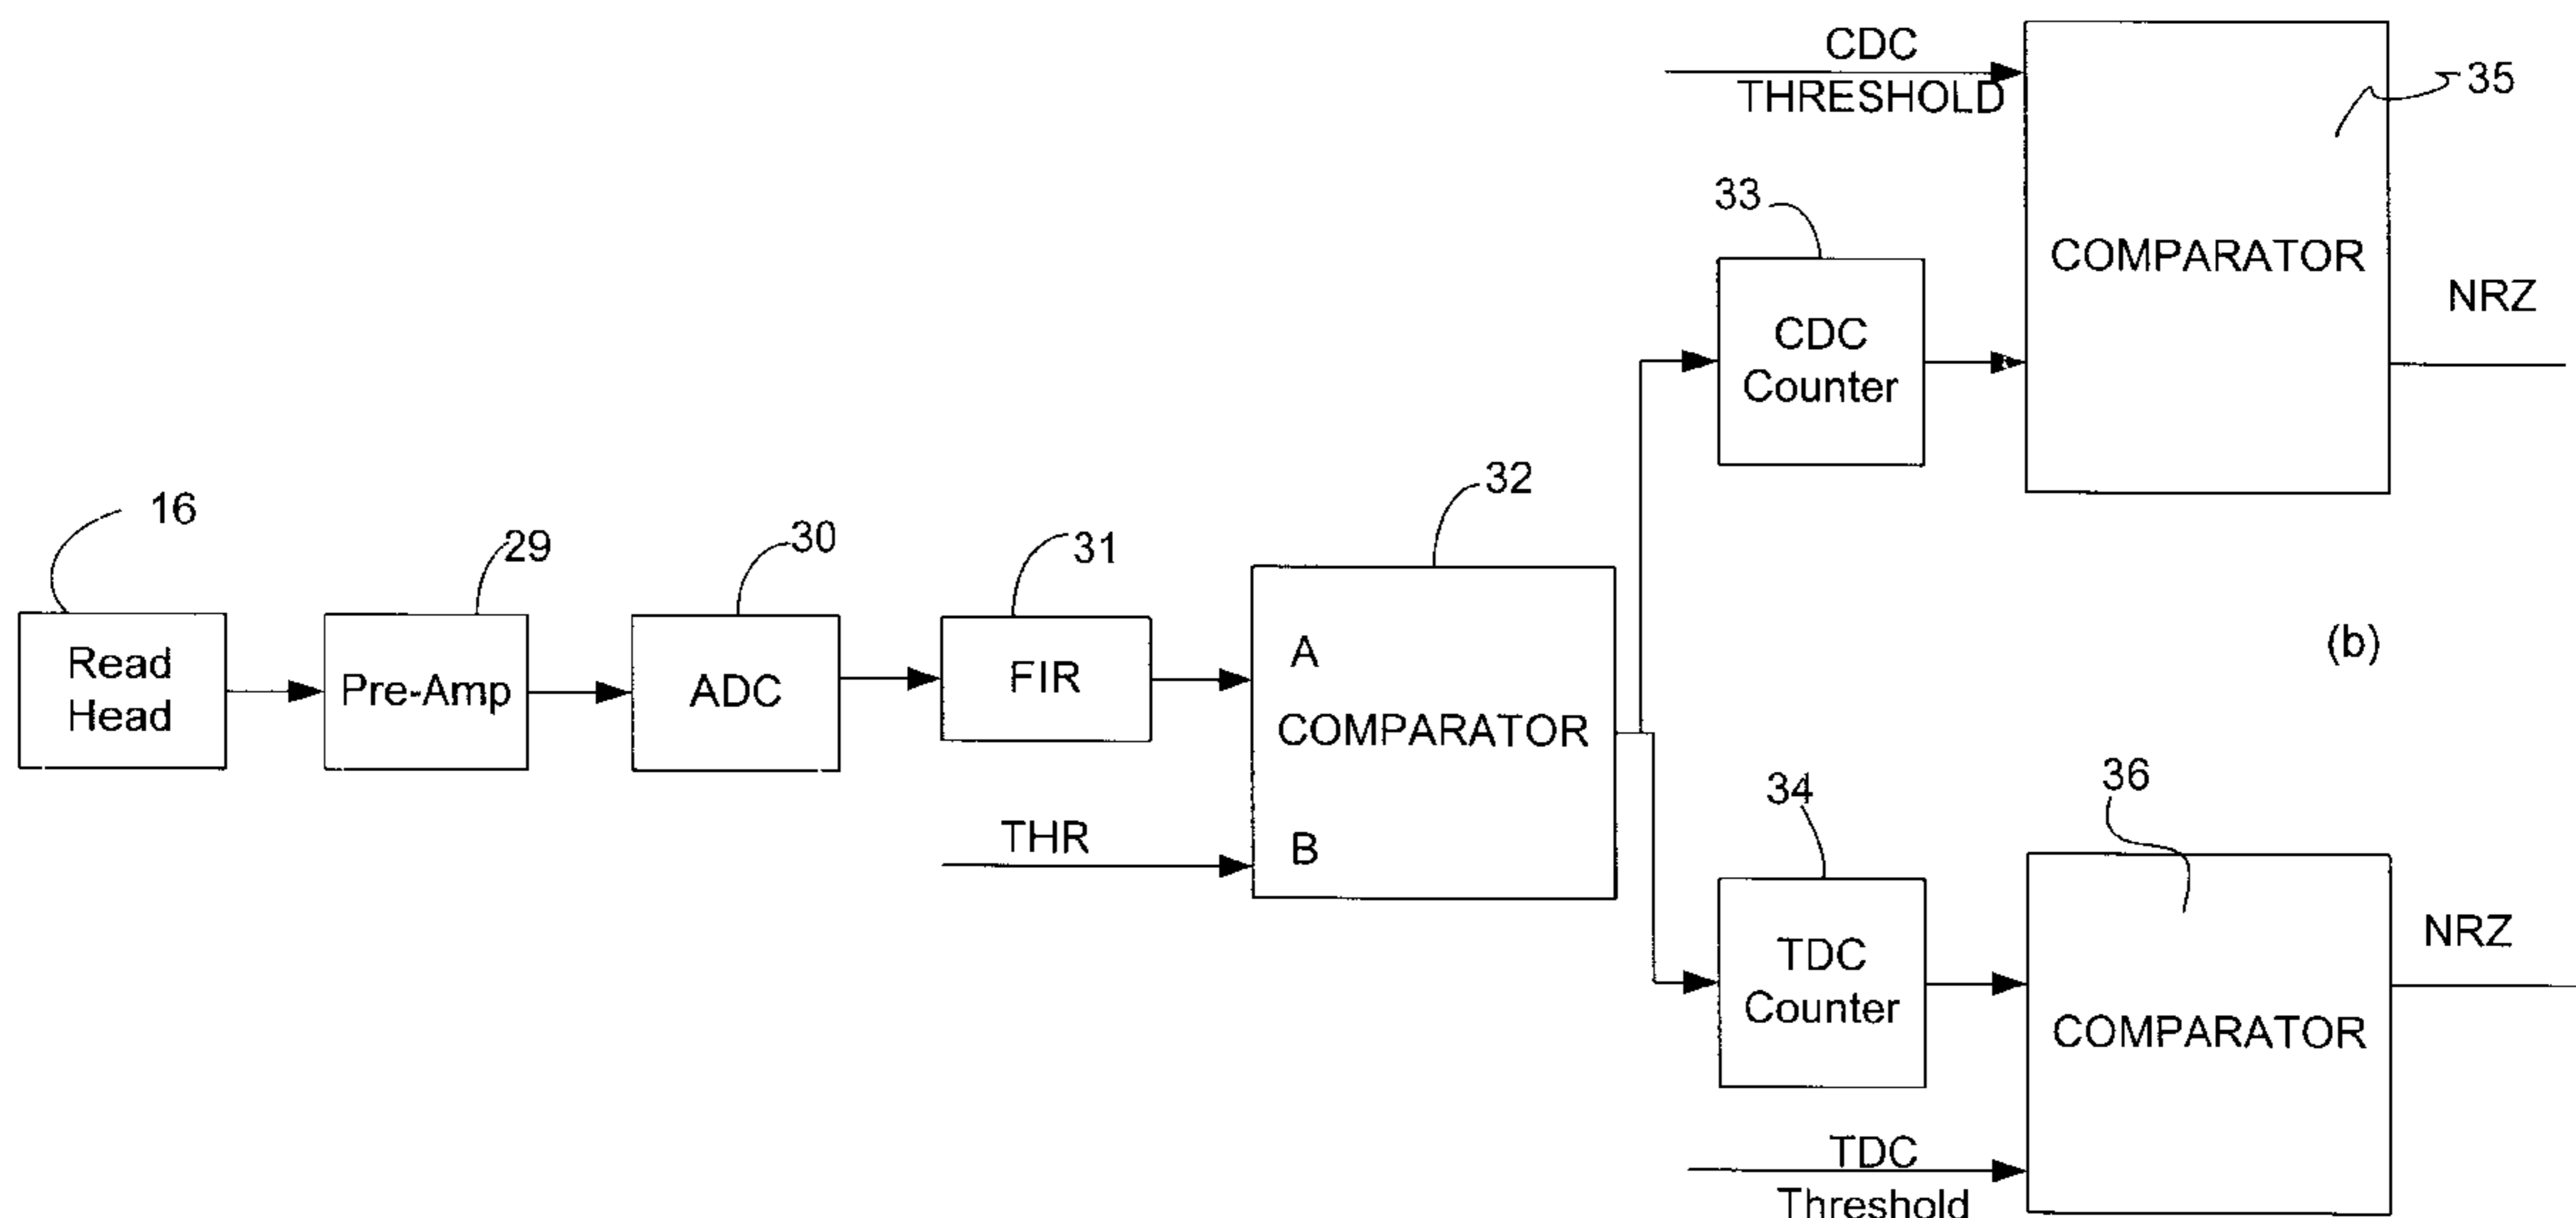 CDC
THRESHOLD
35
COMPARATOR
NRZ
33
CDC
Counter
16
Read
Head
29
Pre-Amp
30
ADC
31
FIR
32
A
COMPARATOR
B
THR
(b)
34
TDC
Counter
36
COMPARATOR
NRZ
TDC
Threshold